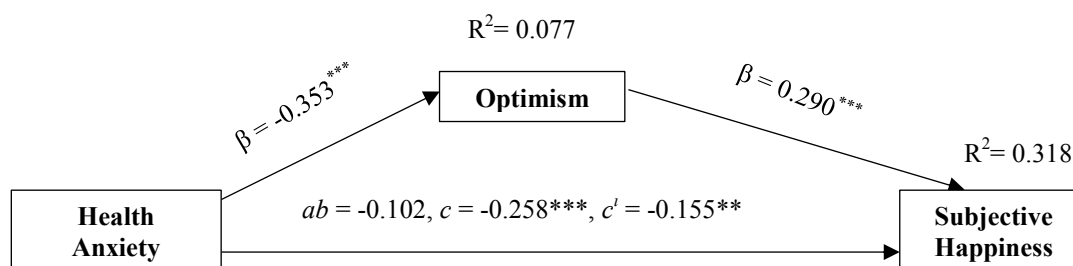 R²= 0.077
β = -0.353***
Optimism
β = 0.290 ***
R²= 0.318
Health
Anxiety
ab = -0.102, c = -0.258***, cᶦ = -0.155**
Subjective
Happiness